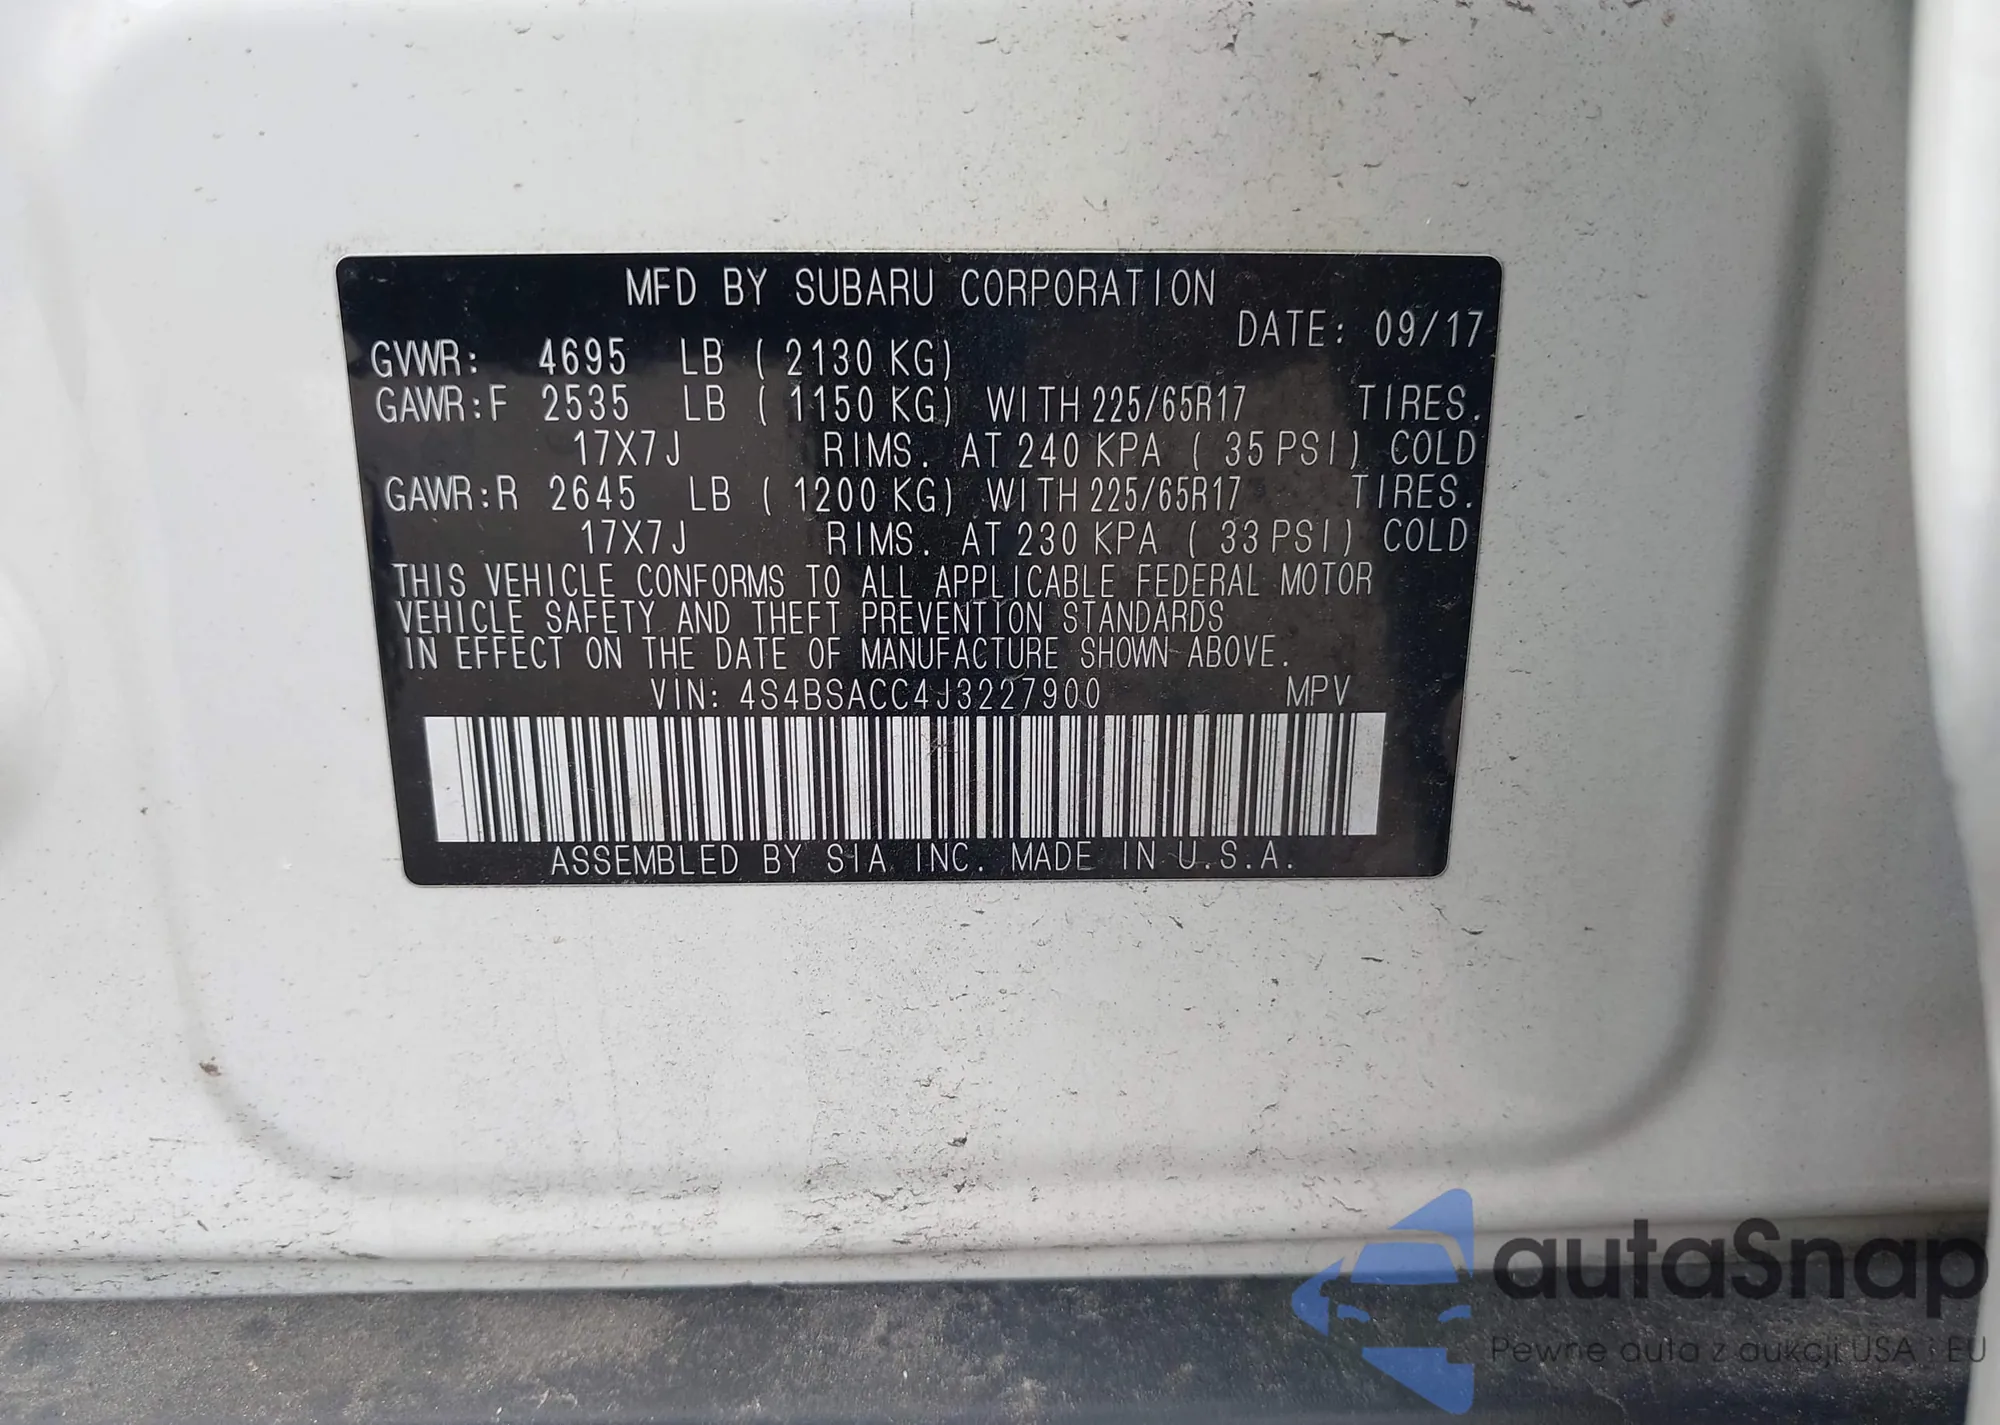 MFD BY SUBARU CORPORATION
DATE: 09/17
GVWR: 4695 LB ( 2130 KG)
GAWR:F 2535 LB ( 1150 KG) WITH 225/65R17 TIRES.
17X7J RIMS. AT 240 KPA ( 35 PSI) COLD
GAWR:R 2645 LB ( 1200 KG) WITH 225/65R17 TIRES.
17X7J RIMS. AT 230 KPA ( 33 PSI) COLD
THIS VEHICLE CONFORMS TO ALL APPLICABLE FEDERAL MOTOR
VEHICLE SAFETY AND THEFT PREVENTION STANDARDS
IN EFFECT ON THE DATE OF MANUFACTURE SHOWN ABOVE.
VIN: 4S4BSACC4J3227900 MPV
ASSEMBLED BY SIA INC. MADE IN U.S.A.
autaSnap
Pewne auta z aukcji USA i EU